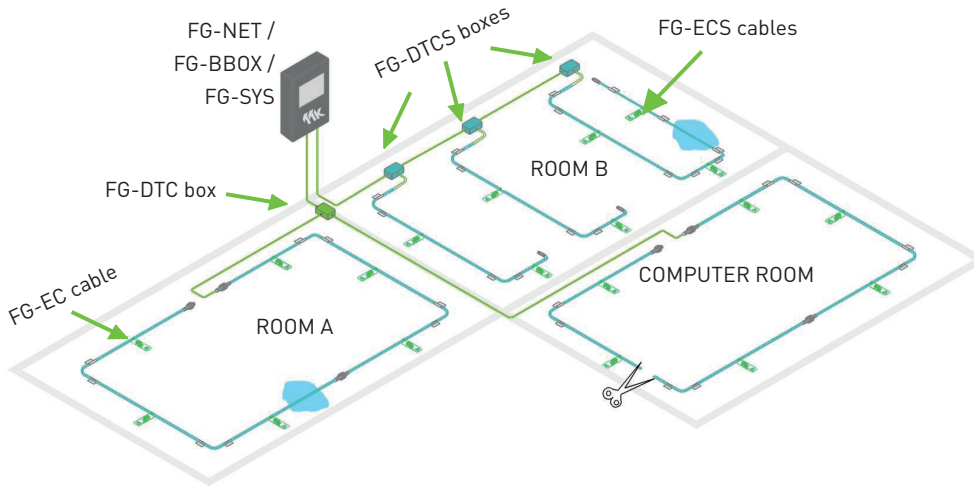 FG-NET /
FG-BBOX /
FG-SYS
FG-DTCS boxes
FG-ECS cables
ROOM B
FG-DTC box
COMPUTER ROOM
FG-EC cable
ROOM A